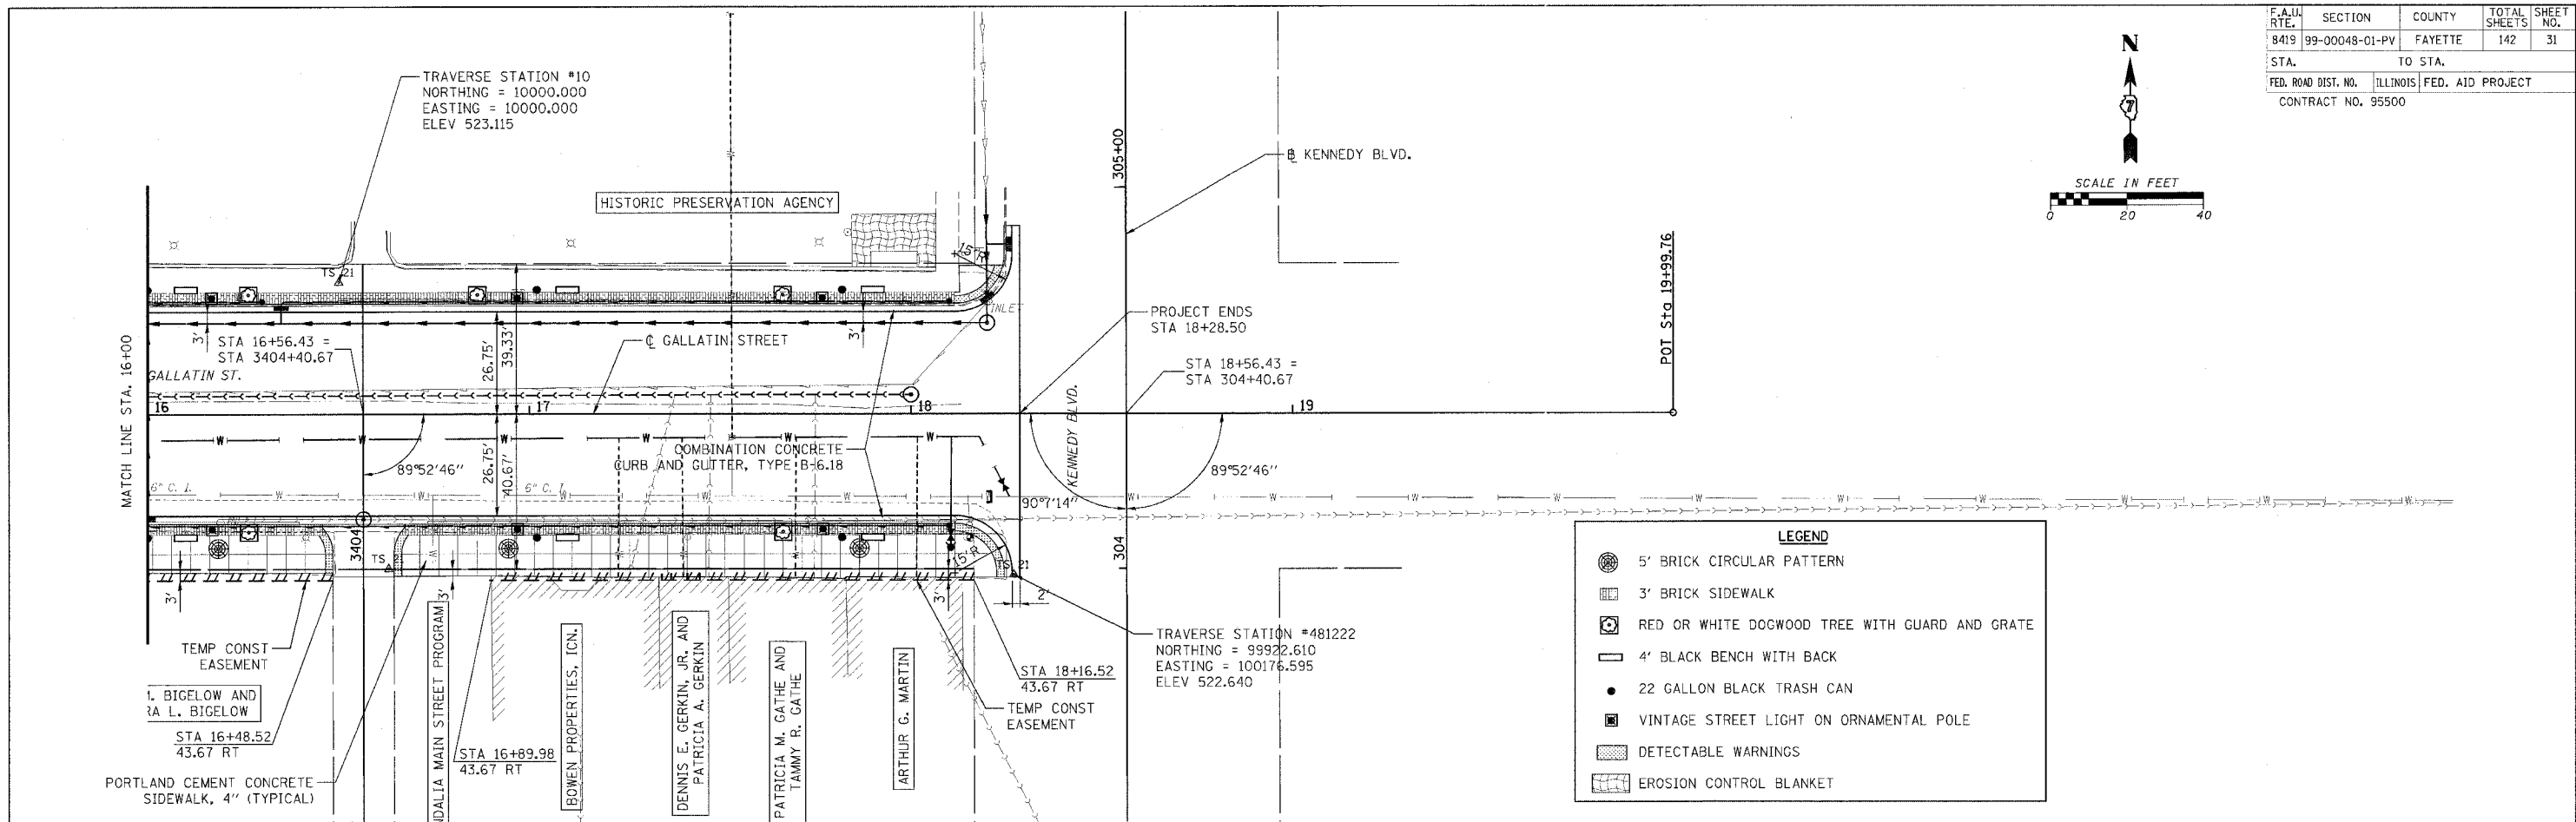 F.A.U. RTE. SECTION COUNTY TOTAL SHEETS SHEET NO.
8419 99-00048-01-PV FAYETTE 142 31
STA. TO STA.
FED. ROAD DIST. NO. ILLINOIS FED. AID PROJECT
CONTRACT NO. 95500
N
7
SCALE IN FEET
0 20 40
TRAVERSE STATION #10
NORTHING = 10000.000
EASTING = 10000.000
ELEV 523.115
HISTORIC PRESERVATION AGENCY
305+00
℄ KENNEDY BLVD.
15' R
TS 21
INLET
3'
3'
STA 16+56.43 =
STA 3404+40.67
26.75'
39.33'
℄ GALLATIN STREET
PROJECT ENDS
STA 18+28.50
STA 18+56.43 =
STA 304+40.67
POT Sta 19+99.76
MATCH LINE STA. 16+00
GALLATIN ST.
16
17
18
19
KENNEDY BLVD.
W W W W W W
89°52'46"
26.75'
40.67'
COMBINATION CONCRETE
CURB AND GUTTER, TYPE B-6.18
89°52'46"
90°7'14"
6" C. I.
6" C. I.
W W W W W W W W W W W W W W
3404
304
TS
15' R
TS 21
3'
3'
3'
2'
TEMP CONST
EASEMENT
BIGELOW AND
RA L. BIGELOW
STA 16+48.52
43.67 RT
PORTLAND CEMENT CONCRETE
SIDEWALK, 4" (TYPICAL)
NDALIA MAIN STREET PROGRAM
STA 16+89.98
43.67 RT
BOWEN PROPERTIES, ICN.
DENNIS E. GERKIN, JR. AND
PATRICIA A. GERKIN
PATRICIA M. GATHE AND
TAMMY R. GATHE
ARTHUR G. MARTIN
STA 18+16.52
43.67 RT
TEMP CONST
EASEMENT
TRAVERSE STATION #481222
NORTHING = 99922.610
EASTING = 100176.595
ELEV 522.640
LEGEND
5' BRICK CIRCULAR PATTERN
3' BRICK SIDEWALK
RED OR WHITE DOGWOOD TREE WITH GUARD AND GRATE
4' BLACK BENCH WITH BACK
22 GALLON BLACK TRASH CAN
VINTAGE STREET LIGHT ON ORNAMENTAL POLE
DETECTABLE WARNINGS
EROSION CONTROL BLANKET